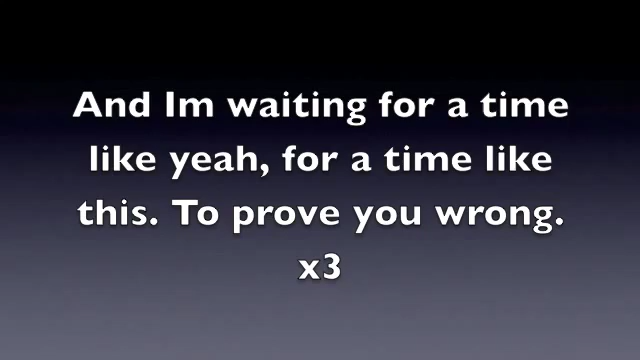 And Im waiting for a time
like yeah, for a time like
this. To prove you wrong.
x3